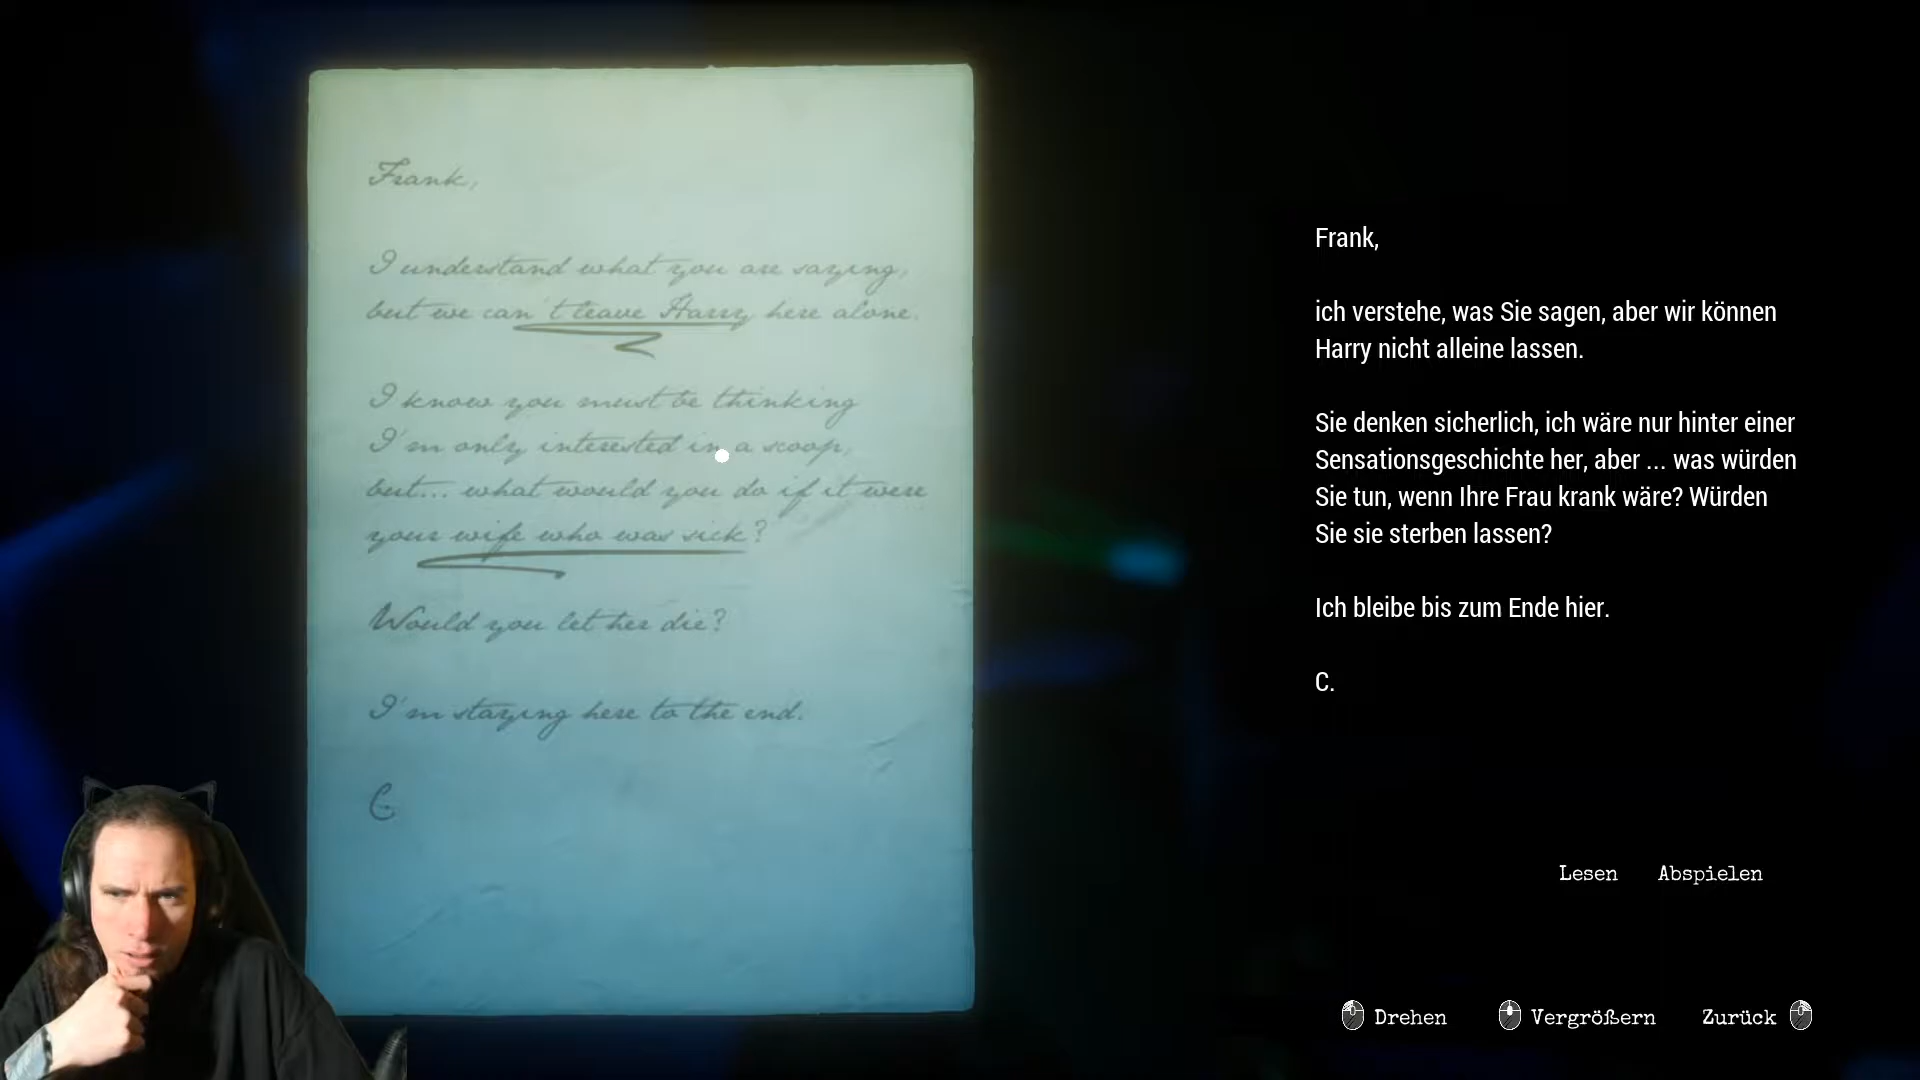 Frank,
I understand what you are saying,
but we can't leave Harry here alone.
I know you must be thinking
I'm only interested in a scoop,
but... what would you do if it were
your wife who was sick?
Would you let her die?
I'm staying here to the end.
C
Frank,
ich verstehe, was Sie sagen, aber wir können
Harry nicht alleine lassen.
Sie denken sicherlich, ich wäre nur hinter einer
Sensationsgeschichte her, aber ... was würden
Sie tun, wenn Ihre Frau krank wäre? Würden
Sie sie sterben lassen?
Ich bleibe bis zum Ende hier.
C.
Lesen Abspielen
Drehen Vergrößern Zurück